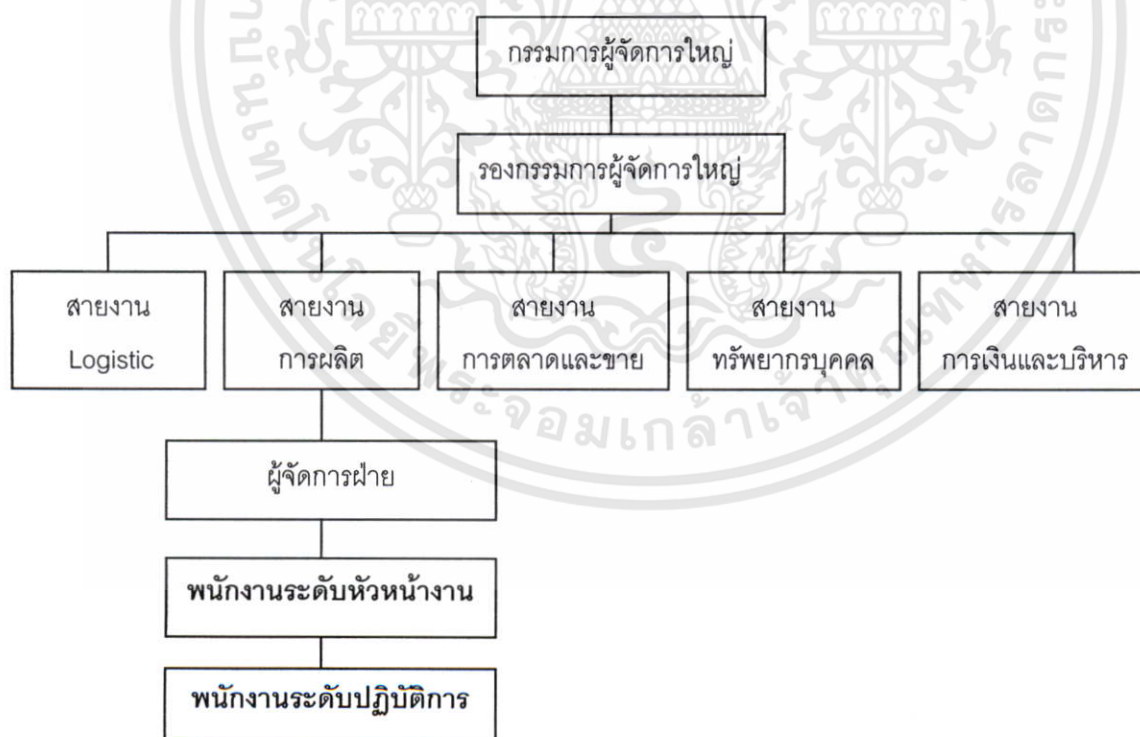 กรรมการผู้จัดการใหญ่
รองกรรมการผู้จัดการใหญ่
สายงาน
Logistic
สายงาน
การผลิต
สายงาน
การตลาดและขาย
สายงาน
ทรัพยากรบุคคล
สายงาน
การเงินและบริหาร
ผู้จัดการฝ่าย
พนักงานระดับหัวหน้างาน
พนักงานระดับปฏิบัติการ